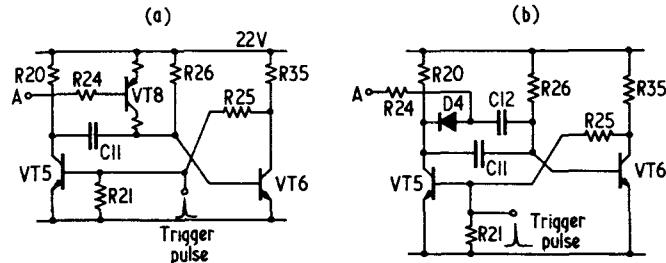 (a)
22V
R20
R24
VT8
R26
R35
A
R25
C11
VT5
R21
VT6
Trigger
pulse
(b)
R20
R26
R35
A
R24
D4
C12
R25
C11
VT5
VT6
R21
Trigger
pulse